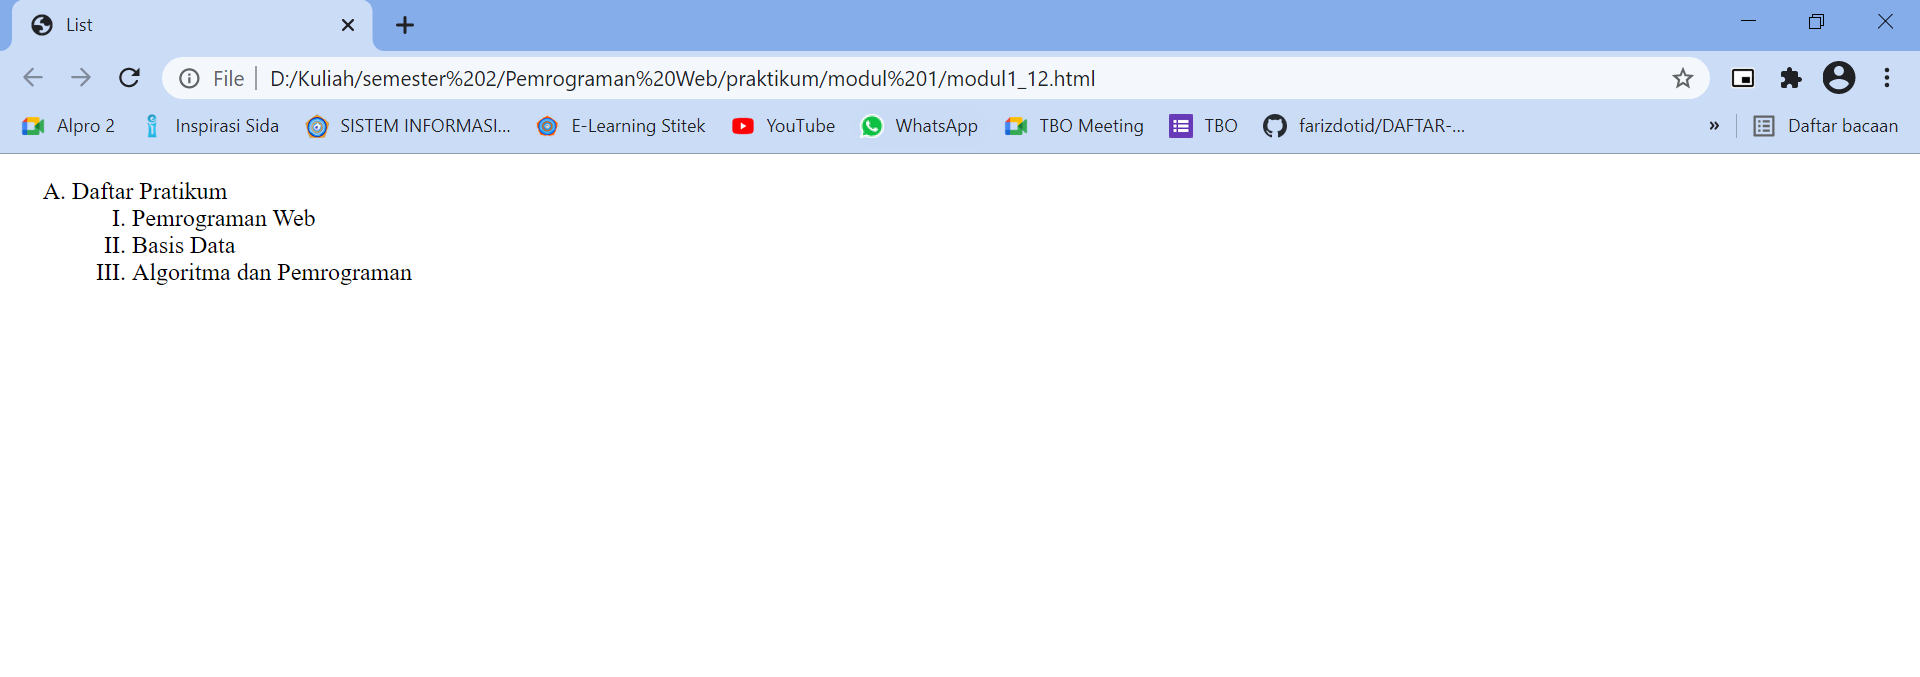 List
File D:/Kuliah/semester%202/Pemrograman%20Web/praktikum/modul%201/modul1_12.html
Alpro 2 Inspirasi Sida SISTEM INFORMASI... E-Learning Stitek YouTube WhatsApp TBO Meeting TBO farizdotid/DAFTAR-... » Daftar bacaan
A. Daftar Pratikum
I. Pemrograman Web
II. Basis Data
III. Algoritma dan Pemrograman